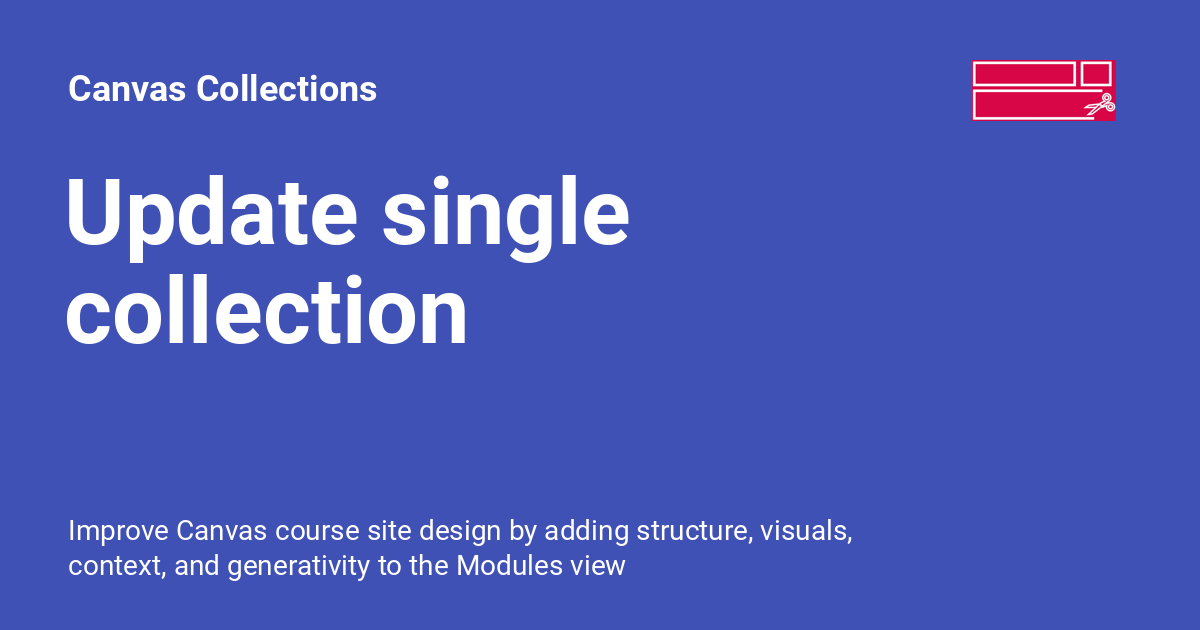 Canvas Collections
Update single
collection
Improve Canvas course site design by adding structure, visuals,
context, and generativity to the Modules view